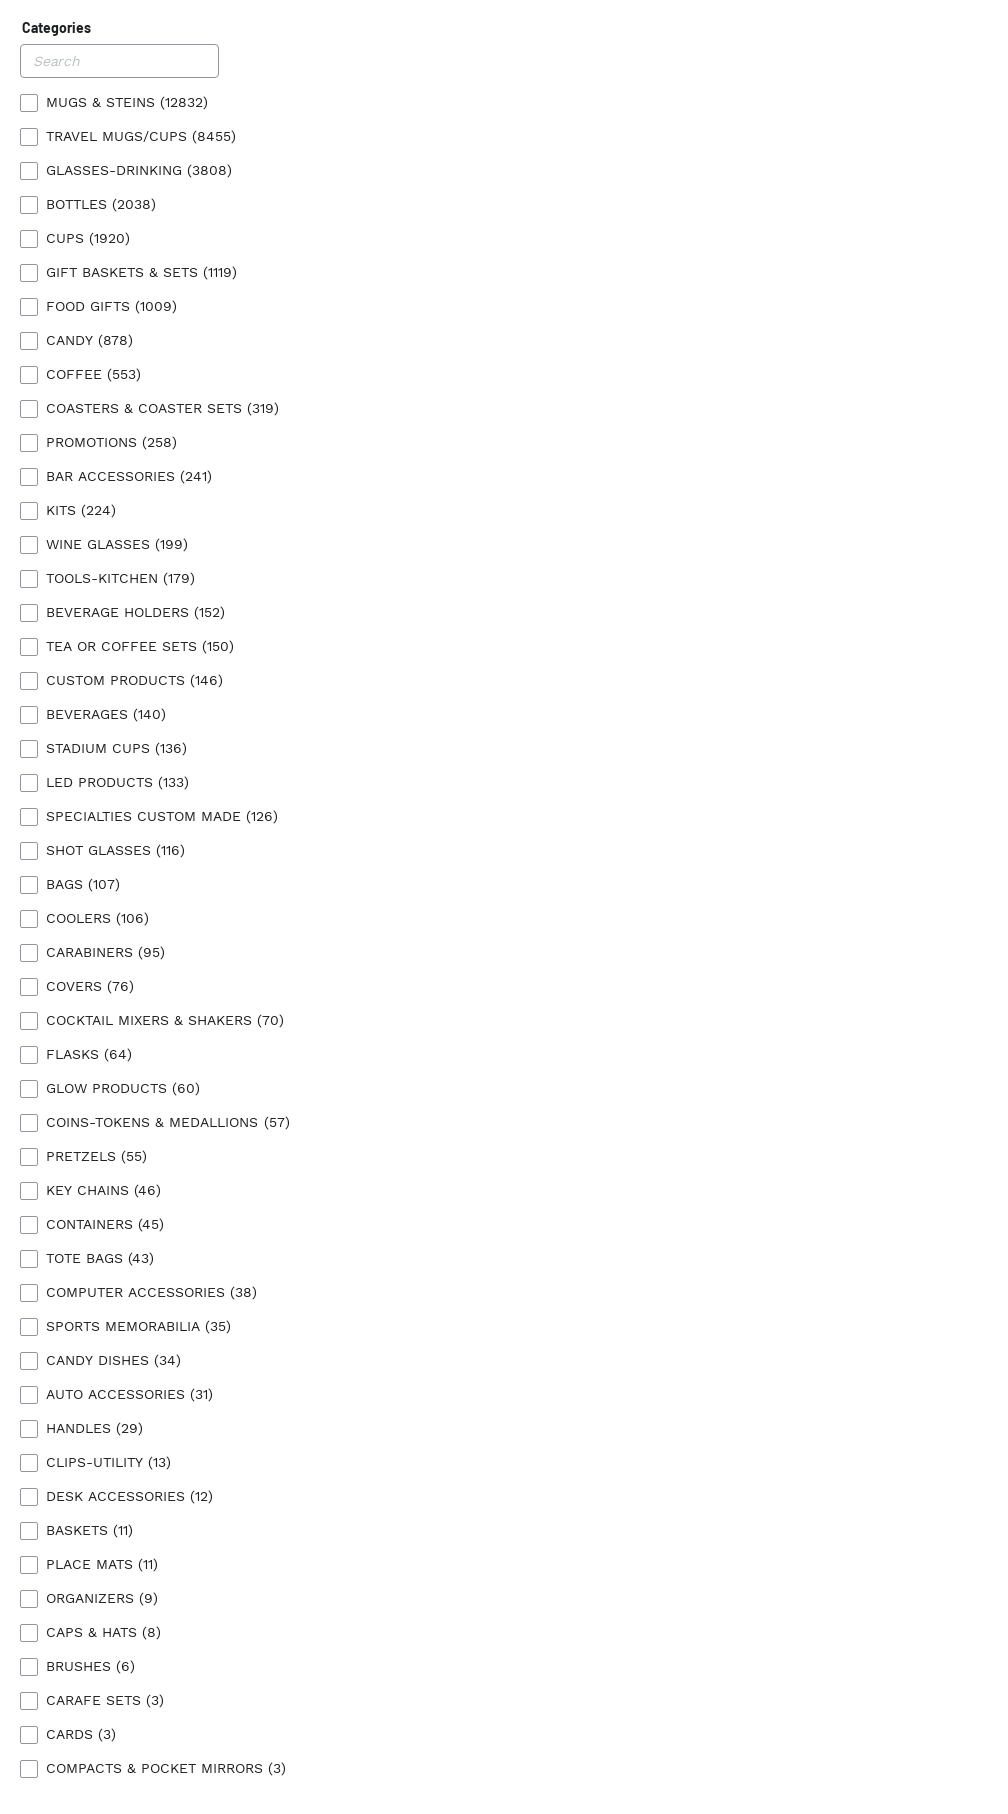 Categories
Search
MUGS & STEINS (12832)
TRAVEL MUGS/CUPS (8455)
GLASSES-DRINKING (3808)
BOTTLES (2038)
CUPS (1920)
GIFT BASKETS & SETS (1119)
FOOD GIFTS (1009)
CANDY (878)
COFFEE (553)
COASTERS & COASTER SETS (319)
PROMOTIONS (258)
BAR ACCESSORIES (241)
KITS (224)
WINE GLASSES (199)
TOOLS-KITCHEN (179)
BEVERAGE HOLDERS (152)
TEA OR COFFEE SETS (150)
CUSTOM PRODUCTS (146)
BEVERAGES (140)
STADIUM CUPS (136)
LED PRODUCTS (133)
SPECIALTIES CUSTOM MADE (126)
SHOT GLASSES (116)
BAGS (107)
COOLERS (106)
CARABINERS (95)
COVERS (76)
COCKTAIL MIXERS & SHAKERS (70)
FLASKS (64)
GLOW PRODUCTS (60)
COINS-TOKENS & MEDALLIONS (57)
PRETZELS (55)
KEY CHAINS (46)
CONTAINERS (45)
TOTE BAGS (43)
COMPUTER ACCESSORIES (38)
SPORTS MEMORABILIA (35)
CANDY DISHES (34)
AUTO ACCESSORIES (31)
HANDLES (29)
CLIPS-UTILITY (13)
DESK ACCESSORIES (12)
BASKETS (11)
PLACE MATS (11)
ORGANIZERS (9)
CAPS & HATS (8)
BRUSHES (6)
CARAFE SETS (3)
CARDS (3)
COMPACTS & POCKET MIRRORS (3)